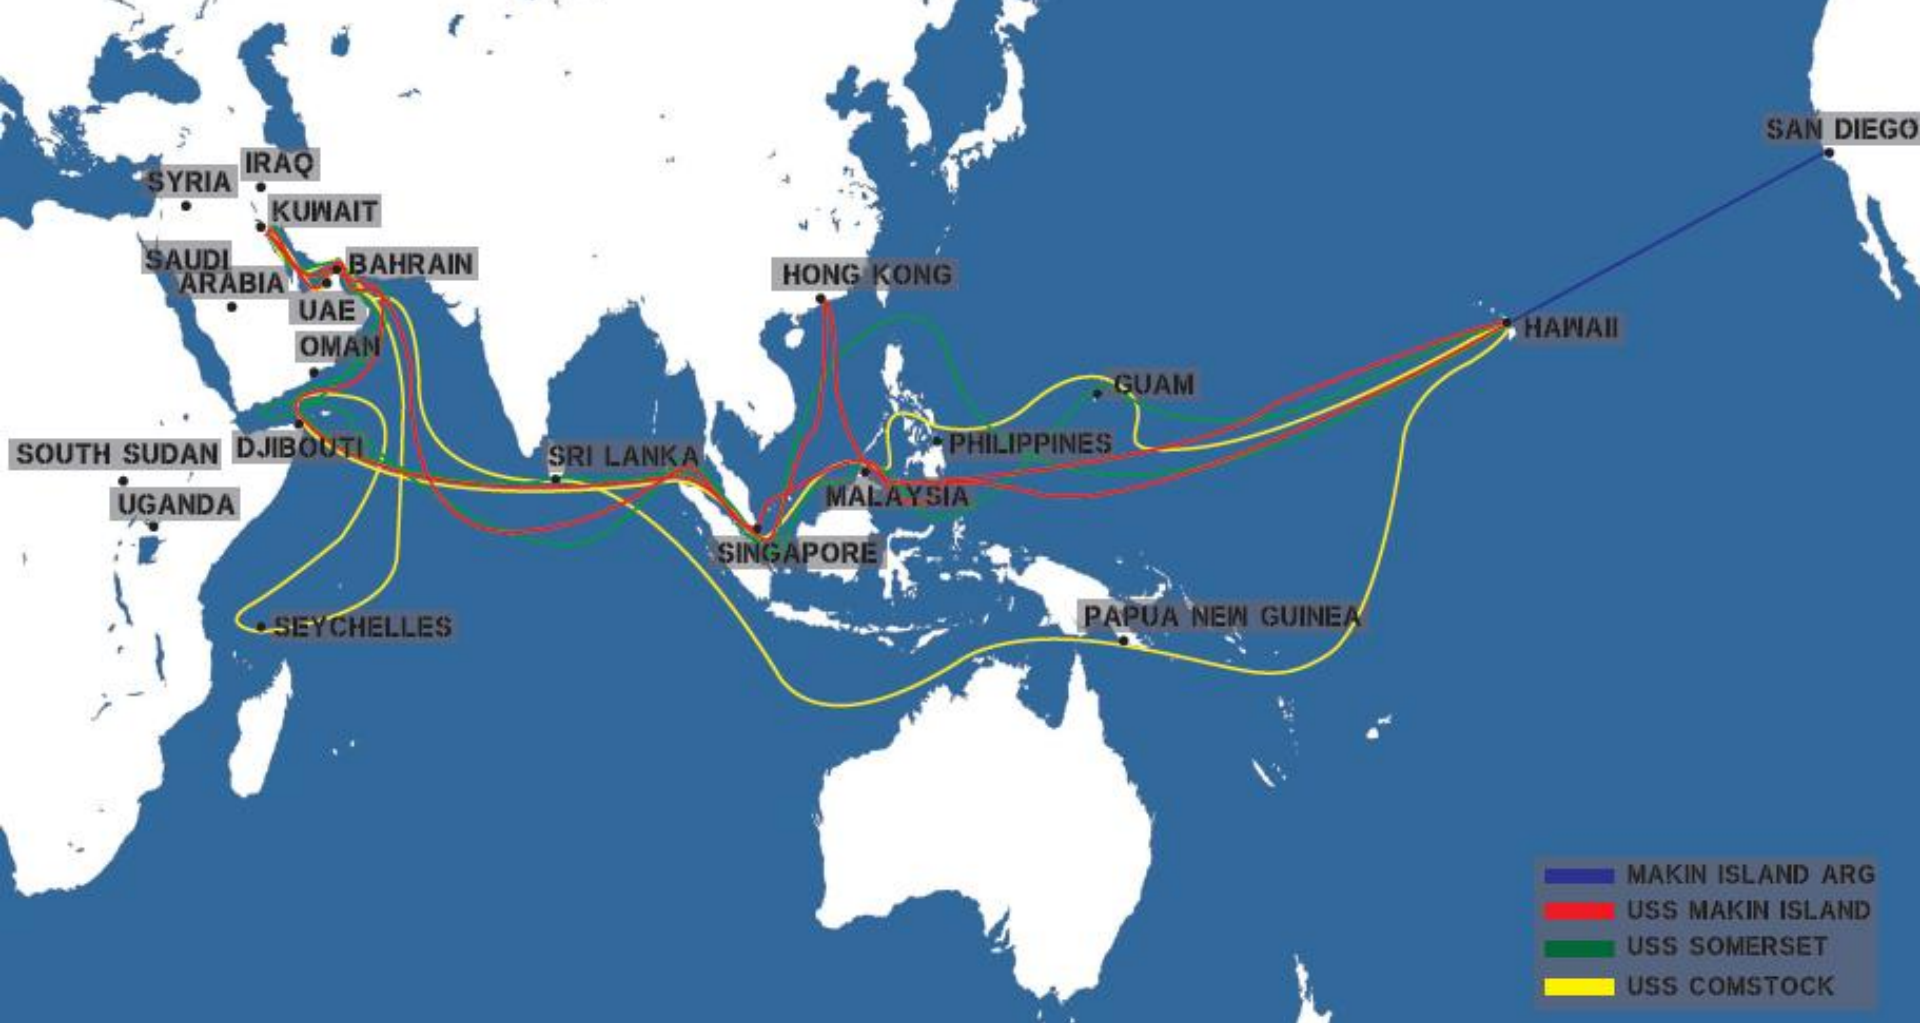 SAN DIEGO
IRAQ
SYRIA
KUWAIT
SAUDI
ARABIA
BAHRAIN
UAE
HONG KONG
HAWAII
OMAN
GUAM
SOUTH SUDAN
DJIBOUTI
SRI LANKA
PHILIPPINES
UGANDA
MALAYSIA
SINGAPORE
PAPUA NEW GUINEA
SEYCHELLES
MAKIN ISLAND ARG
USS MAKIN ISLAND
USS SOMERSET
USS COMSTOCK